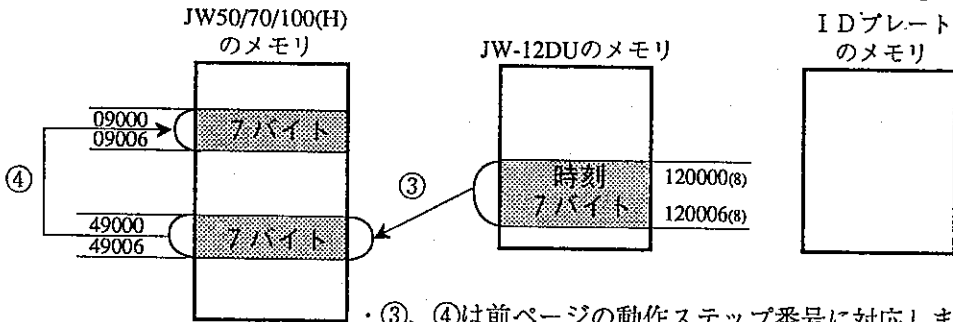 JW50/70/100(H)
のメモリ
JW-12DUのメモリ
IDプレート
のメモリ
09000
09006
7バイト
④
③
時刻
7バイト
120000(8)
120006(8)
49000
49006
7バイト
・③、④は前ページの動作ステップ番号に対応しま